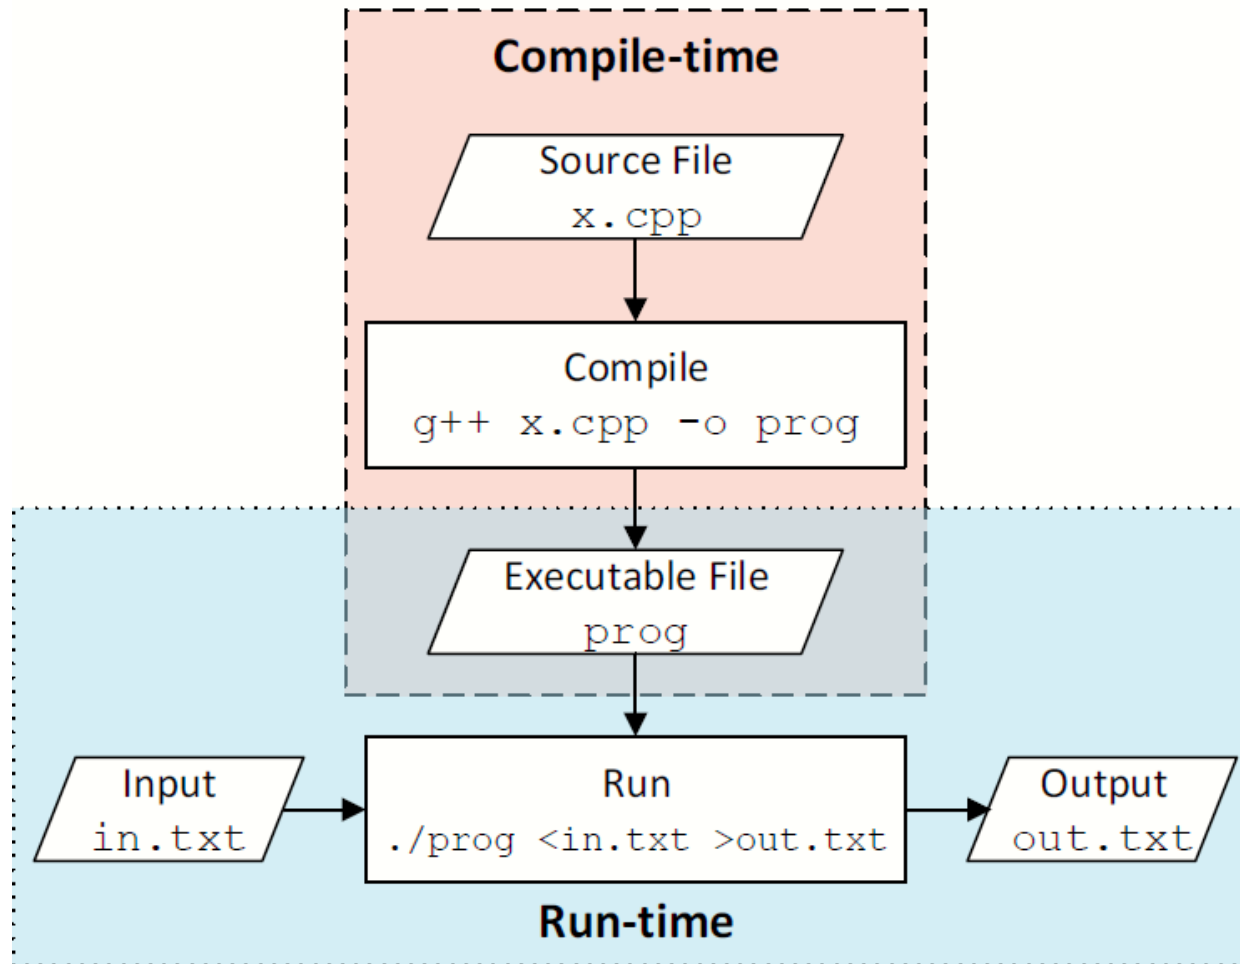 Compile-time
Source File
x.cpp
Compile
g++ x.cpp -o prog
Executable File
prog
Input
in.txt
Run
./prog <in.txt >out.txt
Output
out.txt
Run-time